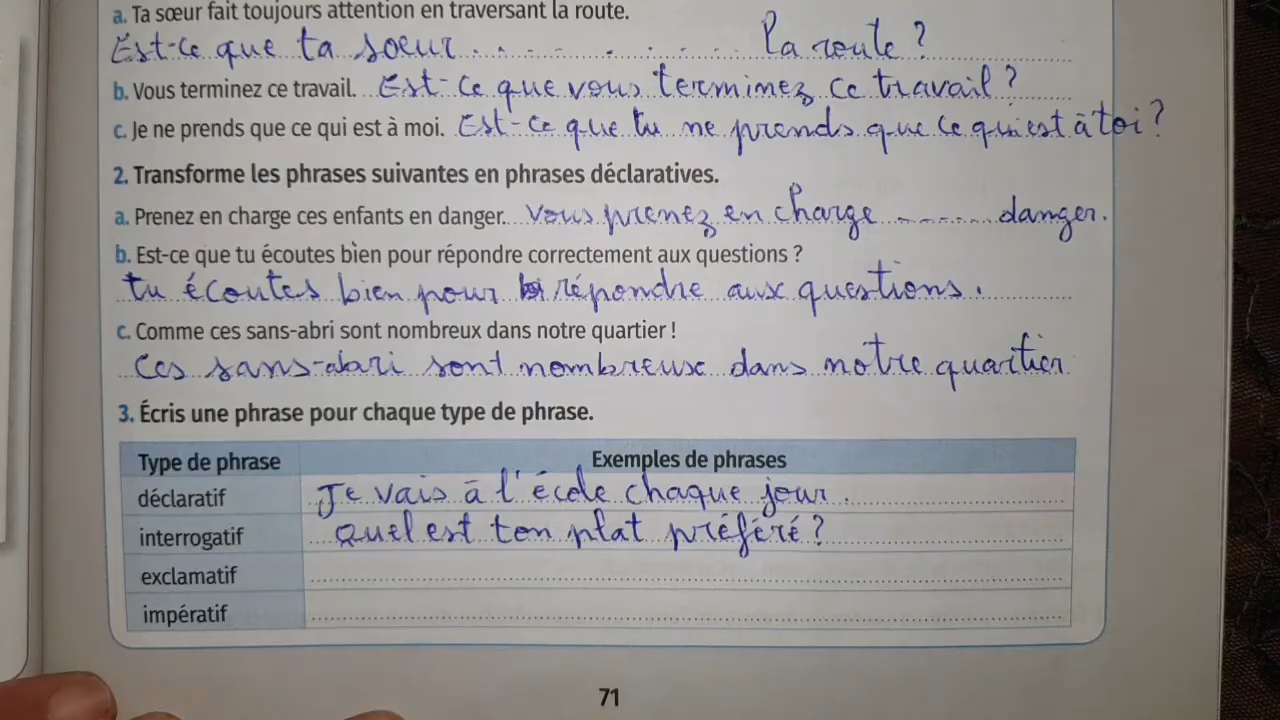 a. Ta sœur fait toujours attention en traversant la route.
Est-ce que ta soeur . . . - . . . . . . la route ?
b. Vous terminez ce travail. Est-ce que vous terminez ce travail ?
c. Je ne prends que ce qui est à moi. Est-ce que tu ne prends que ce qui est à toi ?
2. Transforme les phrases suivantes en phrases déclaratives.
a. Prenez en charge ces enfants en danger. Vous prenez en charge ------- danger.
b. Est-ce que tu écoutes bien pour répondre correctement aux questions ?
tu écoutes bien pour répondre aux questions.
c. Comme ces sans-abri sont nombreux dans notre quartier !
Ces sans-abri sont nombreux dans notre quartier
3. Écris une phrase pour chaque type de phrase.
Type de phrase Exemples de phrases
déclaratif Je vais à l'école chaque jour.
interrogatif Quel est ton plat préféré ?
exclamatif
impératif
71